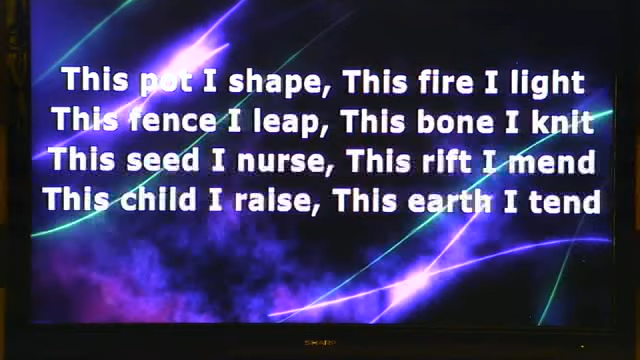 This pot I shape, This fire I light
This fence I leap, This bone I knit
This seed I nurse, This rift I mend
This child I raise, This earth I tend
SHARP